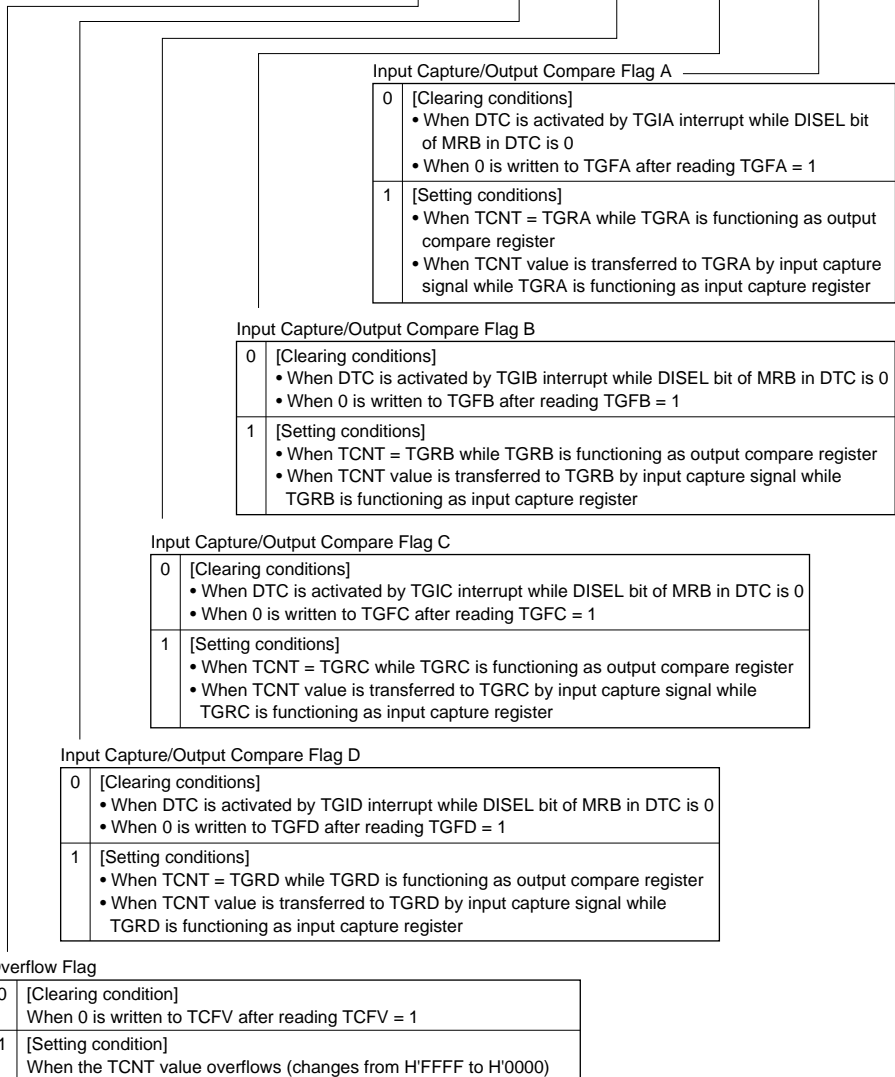 Input Capture/Output Compare Flag A
0 [Clearing conditions]
• When DTC is activated by TGIA interrupt while DISEL bit
of MRB in DTC is 0
• When 0 is written to TGFA after reading TGFA = 1
1 [Setting conditions]
• When TCNT = TGRA while TGRA is functioning as output
compare register
• When TCNT value is transferred to TGRA by input capture
signal while TGRA is functioning as input capture register
Input Capture/Output Compare Flag B
0 [Clearing conditions]
• When DTC is activated by TGIB interrupt while DISEL bit of MRB in DTC is 0
• When 0 is written to TGFB after reading TGFB = 1
1 [Setting conditions]
• When TCNT = TGRB while TGRB is functioning as output compare register
• When TCNT value is transferred to TGRB by input capture signal while
TGRB is functioning as input capture register
Input Capture/Output Compare Flag C
0 [Clearing conditions]
• When DTC is activated by TGIC interrupt while DISEL bit of MRB in DTC is 0
• When 0 is written to TGFC after reading TGFC = 1
1 [Setting conditions]
• When TCNT = TGRC while TGRC is functioning as output compare register
• When TCNT value is transferred to TGRC by input capture signal while
TGRC is functioning as input capture register
Input Capture/Output Compare Flag D
0 [Clearing conditions]
• When DTC is activated by TGID interrupt while DISEL bit of MRB in DTC is 0
• When 0 is written to TGFD after reading TGFD = 1
1 [Setting conditions]
• When TCNT = TGRD while TGRD is functioning as output compare register
• When TCNT value is transferred to TGRD by input capture signal while
TGRD is functioning as input capture register
verflow Flag
0 [Clearing condition]
When 0 is written to TCFV after reading TCFV = 1
1 [Setting condition]
When the TCNT value overflows (changes from H'FFFF to H'0000)